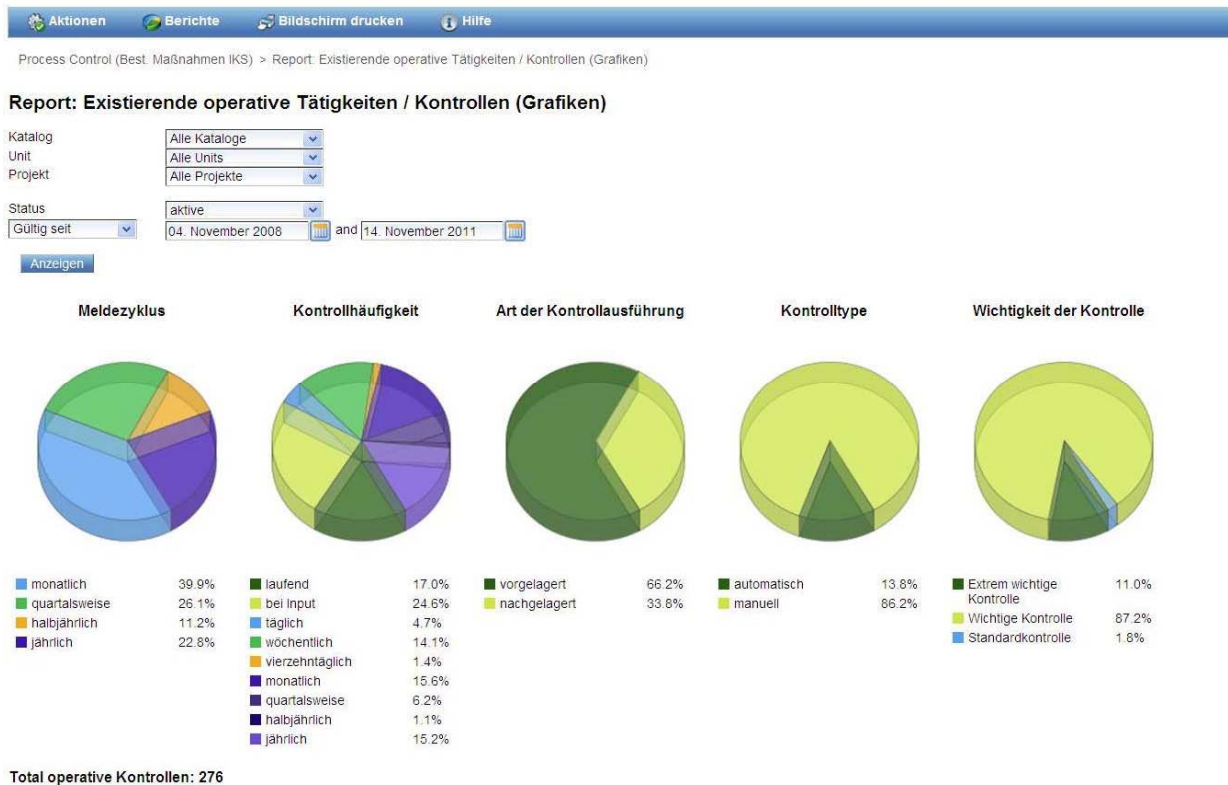 Aktionen Berichte Bildschirm drucken Hilfe
Process Control (Best. Maßnahmen IKS) > Report: Existierende operative Tätigkeiten / Kontrollen (Grafiken)
Report: Existierende operative Tätigkeiten / Kontrollen (Grafiken)
Katalog Alle Kataloge
Unit Alle Units
Projekt Alle Projekte
Status aktive
Gültig seit 04. November 2008 and 14. November 2011
Anzeigen
Meldezyklus
monatlich 39.9%
quartalsweise 26.1%
halbjährlich 11.2%
jährlich 22.8%
Kontrollhäufigkeit
laufend 17.0%
bei Input 24.6%
täglich 4.7%
wöchentlich 14.1%
vierzehntäglich 1.4%
monatlich 15.6%
quartalsweise 6.2%
halbjährlich 1.1%
jährlich 15.2%
Art der Kontrollausführung
vorgelagert 66.2%
nachgelagert 33.8%
Kontrolltype
automatisch 13.8%
manuell 86.2%
Wichtigkeit der Kontrolle
Extrem wichtige 11.0%
Kontrolle
Wichtige Kontrolle 87.2%
Standardkontrolle 1.8%
Total operative Kontrollen: 276